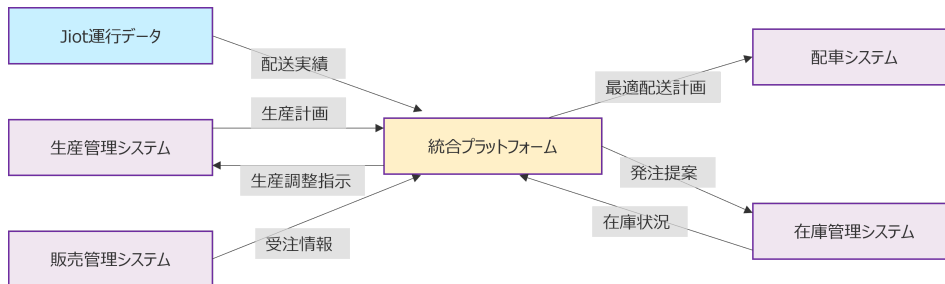 Jiot運行データ
配送実績
配車システム
最適配送計画
生産計画
生産管理システム
統合プラットフォーム
生産調整指示
発注提案
在庫状況
在庫管理システム
受注情報
販売管理システム